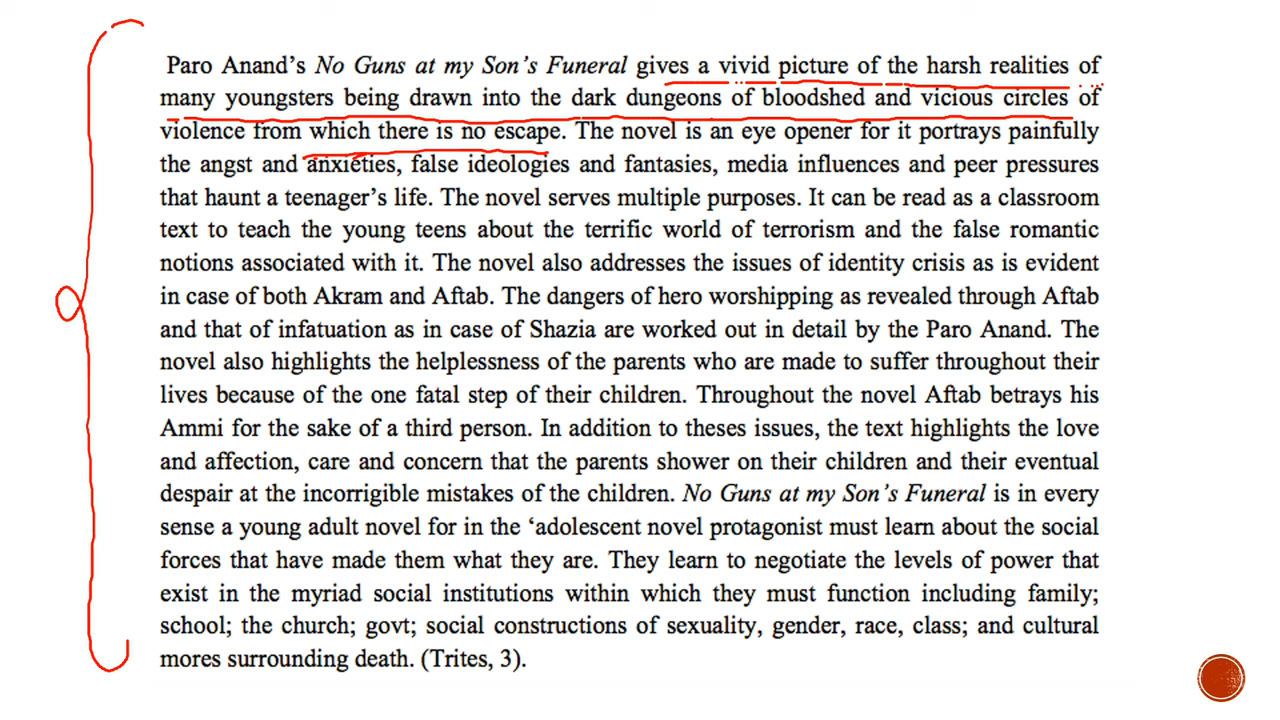 Paro Anand's No Guns at my Son's Funeral gives a vivid picture of the harsh realities of
many youngsters being drawn into the dark dungeons of bloodshed and vicious circles of
violence from which there is no escape. The novel is an eye opener for it portrays painfully
the angst and anxieties, false ideologies and fantasies, media influences and peer pressures
that haunt a teenager's life. The novel serves multiple purposes. It can be read as a classroom
text to teach the young teens about the terrific world of terrorism and the false romantic
notions associated with it. The novel also addresses the issues of identity crisis as is evident
in case of both Akram and Aftab. The dangers of hero worshipping as revealed through Aftab
and that of infatuation as in case of Shazia are worked out in detail by the Paro Anand. The
novel also highlights the helplessness of the parents who are made to suffer throughout their
lives because of the one fatal step of their children. Throughout the novel Aftab betrays his
Ammi for the sake of a third person. In addition to theses issues, the text highlights the love
and affection, care and concern that the parents shower on their children and their eventual
despair at the incorrigible mistakes of the children. No Guns at my Son's Funeral is in every
sense a young adult novel for in the ‘adolescent novel protagonist must learn about the social
forces that have made them what they are. They learn to negotiate the levels of power that
exist in the myriad social institutions within which they must function including family;
school; the church; govt; social constructions of sexuality, gender, race, class; and cultural
mores surrounding death. (Trites, 3).